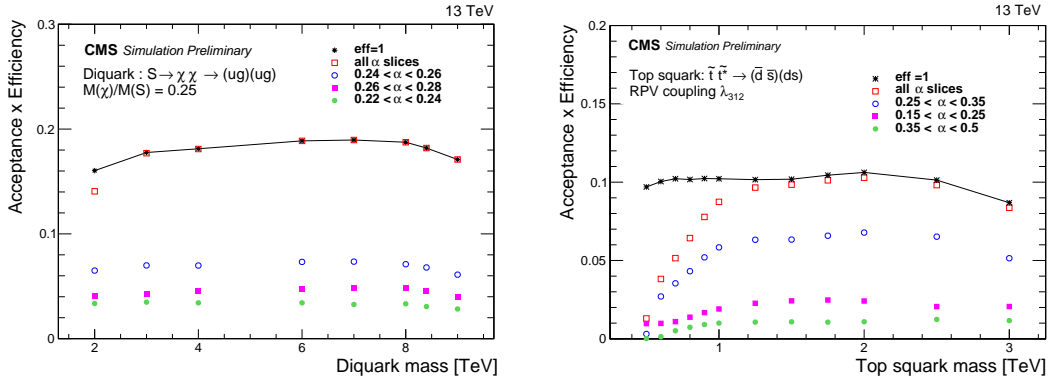 13 TeV
CMS Simulation Preliminary
Diquark : S → χ χ → (ug)(ug)
M(χ)/M(S) = 0.25
eff=1
all α slices
0.24 < α < 0.26
0.26 < α < 0.28
0.22 < α < 0.24
Acceptance x Efficiency
0.3
0.2
0.1
0
2 4 6 8
Diquark mass [TeV]
13 TeV
CMS Simulation Preliminary
Top squark: t̃ t̃* → (d̅ s̅)(ds)
RPV coupling λ₃₁₂
eff =1
all α slices
0.25 < α < 0.35
0.15 < α < 0.25
0.35 < α < 0.5
Acceptance x Efficiency
0.2
0.15
0.1
0.05
0
1 2 3
Top squark mass [TeV]